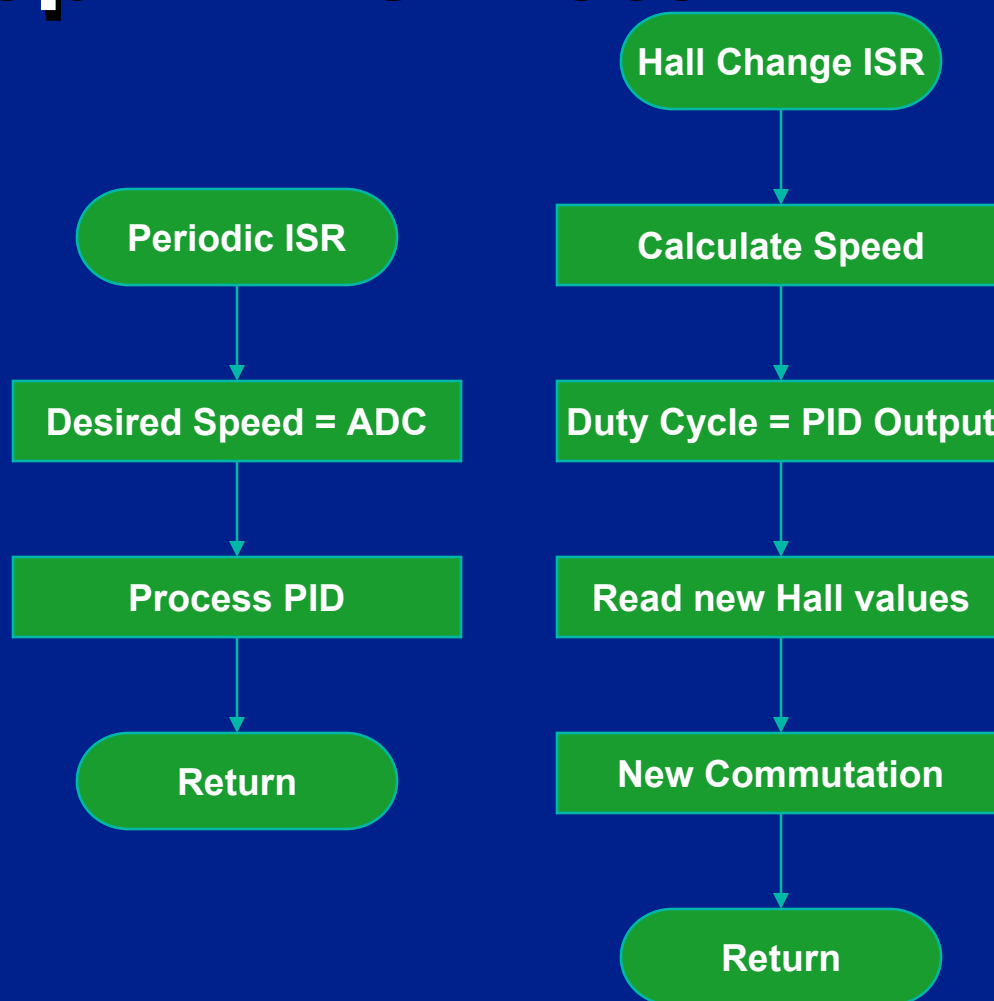 Periodic ISR
Desired Speed = ADC
Process PID
Return
Hall Change ISR
Calculate Speed
Duty Cycle = PID Output
Read new Hall values
New Commutation
Return